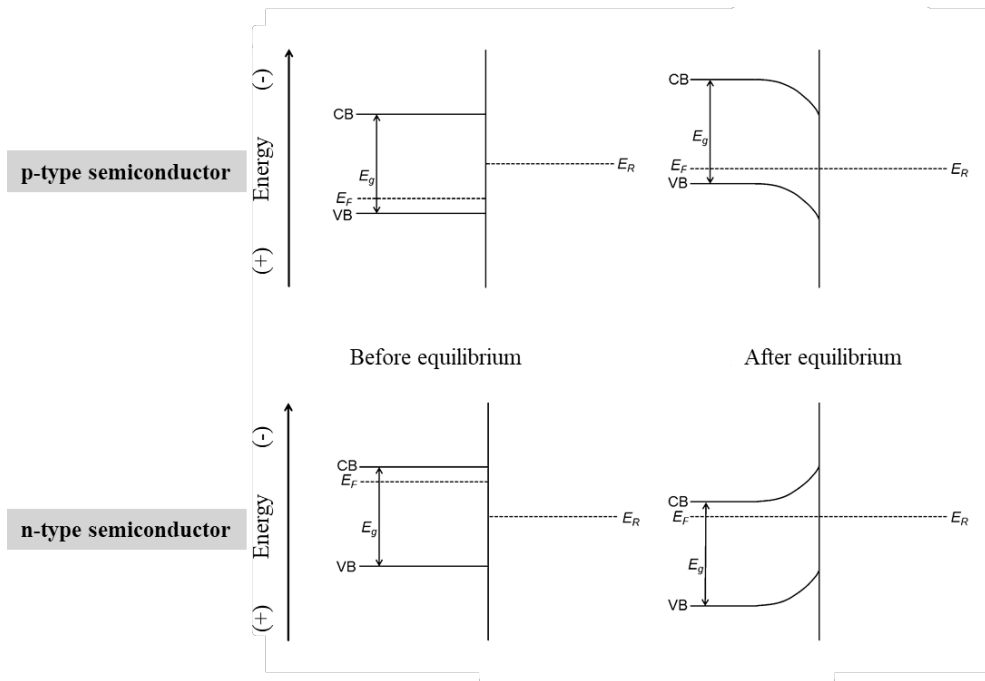 p-type semiconductor
Energy
(-)
(+)
CB
E_g
E_F
VB
E_R
CB
E_g
E_F
VB
E_R
Before equilibrium
After equilibrium
n-type semiconductor
Energy
(-)
(+)
CB
E_F
E_g
VB
E_R
CB
E_F
E_g
VB
E_R